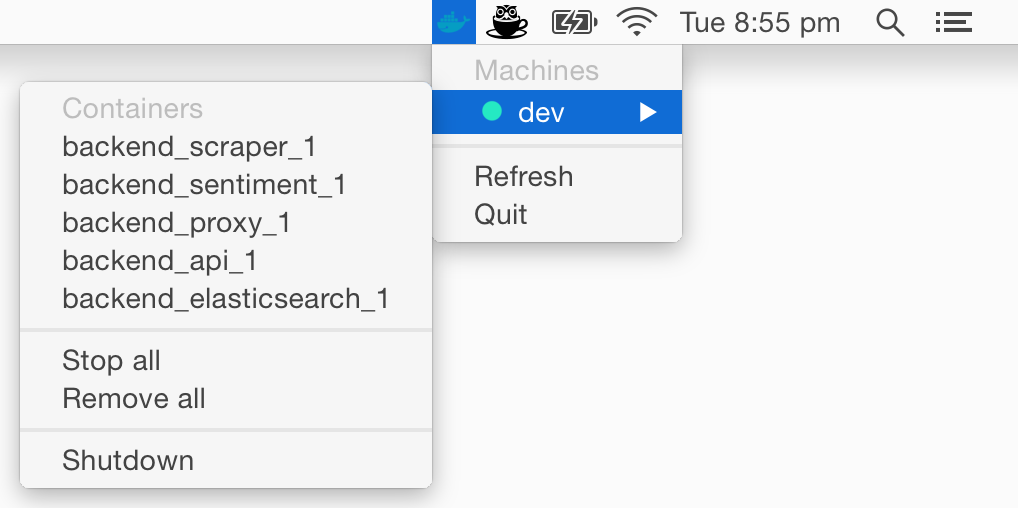 Tue 8:55 pm
Machines
dev
Refresh
Quit
Containers
backend_scraper_1
backend_sentiment_1
backend_proxy_1
backend_api_1
backend_elasticsearch_1
Stop all
Remove all
Shutdown